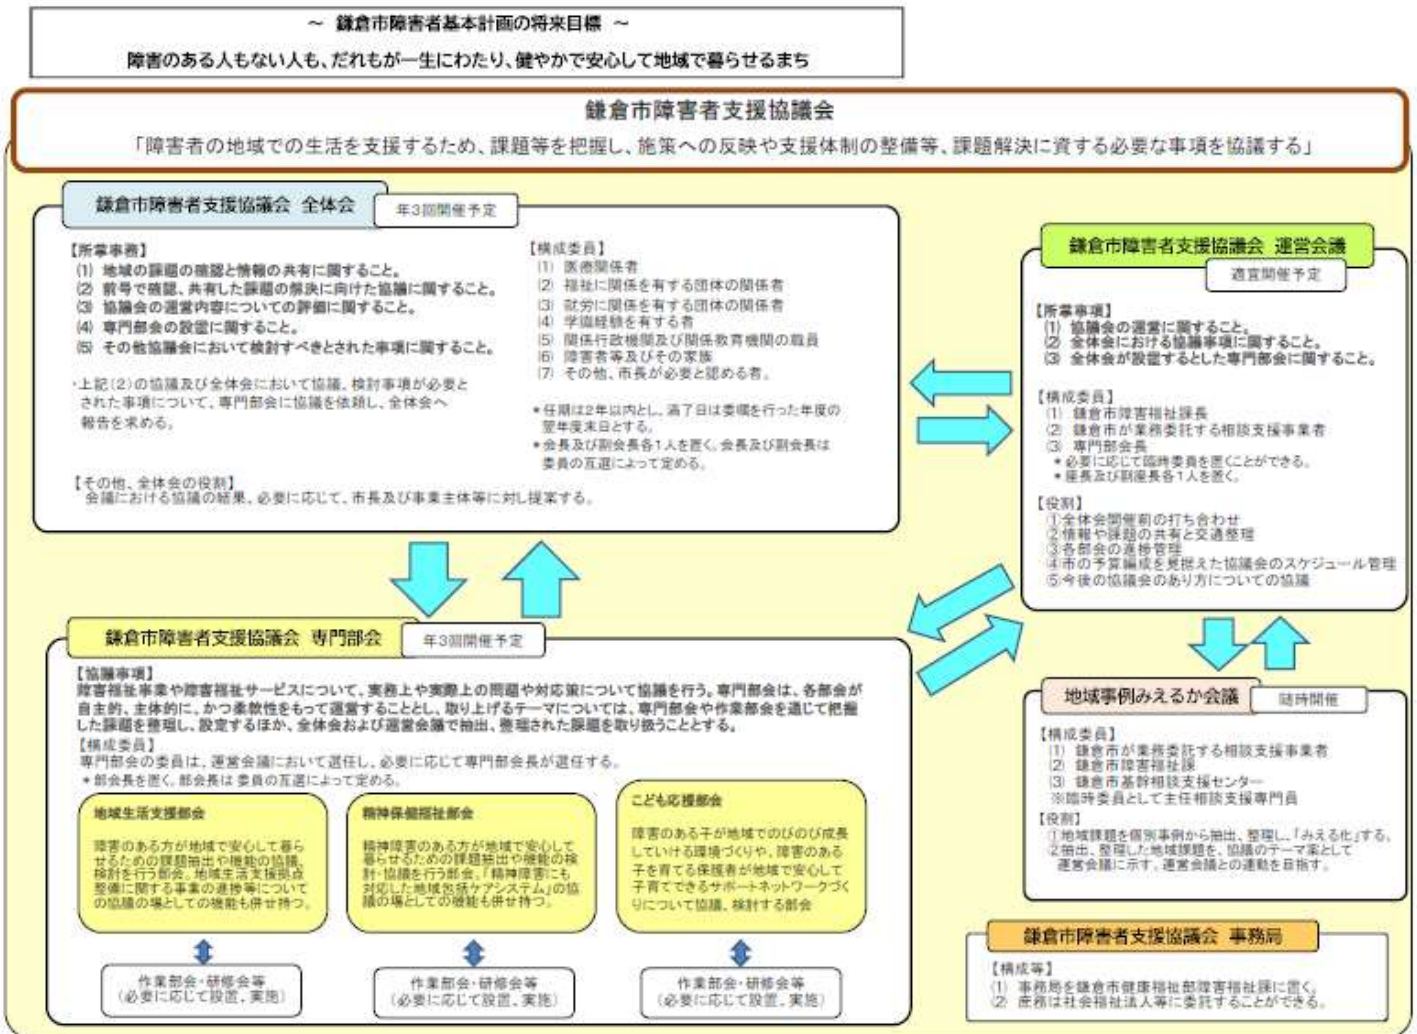 ～ 鎌倉市障害者基本計画の将来目標 ～
障害のある人もない人も、だれもが一生にわたり、健やかで安心して地域で暮らせるまち
鎌倉市障害者支援協議会
「障害者の地域での生活を支援するため、課題等を把握し、施策への反映や支援体制の整備等、課題解決に資する必要な事項を協議する」
鎌倉市障害者支援協議会 全体会
年3回開催予定
【所掌事務】
(1) 地域の課題の確認と情報の共有に関すること。
(2) 前号で確認、共有した課題の解決に向けた協議に関すること。
(3) 協議会の運営内容についての評価に関すること。
(4) 専門部会の設置に関すること。
(5) その他協議会において検討すべきとされた事項に関すること。
・上記(2)の協議及び全体会において協議、検討事項が必要と
された事項について、専門部会に協議を依頼し、全体会へ
報告を求める。
【構成委員】
(1) 医療関係者
(2) 福祉に関係を有する団体の関係者
(3) 就労に関係を有する団体の関係者
(4) 学識経験を有する者
(5) 関係行政機関及び関係教育機関の職員
(6) 障害者等及びその家族
(7) その他、市長が必要と認める者。
*任期は2年以内とし、満了日は委嘱を行った年度の
翌年度末日とする。
*会長及び副会長各1人を置く。会長及び副会長は
委員の互選によって定める。
【その他、全体会の役割】
会議における協議の結果、必要に応じて、市長及び事業主体等に対し提案する。
鎌倉市障害者支援協議会 運営会議
適宜開催予定
【所掌事項】
(1) 協議会の運営に関すること。
(2) 全体会における協議事項に関すること。
(3) 全体会が設置するとした専門部会に関すること。
【構成委員】
(1) 鎌倉市障害福祉課長
(2) 鎌倉市が業務委託する相談支援事業者
(3) 専門部会長
*必要に応じて臨時委員を置くことができる。
*座長及び副座長各1人を置く。
【役割】
①全体会開催前の打ち合わせ
②情報や課題の共有と交通整理
③各部会の進捗管理
④市の予算編成を見据えた協議会のスケジュール管理
⑤今後の協議会のあり方についての協議
鎌倉市障害者支援協議会 専門部会
年3回開催予定
【協議事項】
障害福祉事業や障害福祉サービスについて、実務上や実際上の問題や対応策について協議を行う。専門部会は、各部会が
自主的、主体的に、かつ柔軟性をもって運営することとし、取り上げるテーマについては、専門部会や作業部会を通じて把握
した課題を整理し、設定するほか、全体会および運営会議で抽出、整理された課題を取り扱うこととする。
【構成委員】
専門部会の委員は、運営会議において選任し、必要に応じて専門部会長が選任する。
*部会長を置く。部会長は委員の互選によって定める。
地域生活支援部会
障害のある方が地域で安心して暮ら
せるための課題抽出や機能の協議、
検討を行う部会。地域生活支援拠点
整備に関する事業の進捗等について
の協議の場としての機能も併せ持つ。
精神保健福祉部会
精神障害のある方が地域で安心して
暮らせるための課題抽出や機能の検
討・協議を行う部会。「精神障害にも
対応した地域包括ケアシステム」の協
議の場としての機能も併せ持つ。
こども応援部会
障害のある子が地域でのびのび成長
していける環境づくりや、障害のある
子を育てる保護者が地域で安心して
子育てできるサポートネットワークづく
りについて協議、検討する部会
作業部会・研修会等
(必要に応じて設置、実施)
作業部会・研修会等
(必要に応じて設置、実施)
作業部会・研修会等
(必要に応じて設置、実施)
地域事例みえるか会議
随時開催
【構成委員】
(1) 鎌倉市が業務委託する相談支援事業者
(2) 鎌倉市障害福祉課
(3) 鎌倉市基幹相談支援センター
※臨時委員として主任相談支援専門員
【役割】
①地域課題を個別事例から抽出、整理し、「みえる化」する。
②抽出、整理した地域課題を、協議のテーマ案として
運営会議に示す。運営会議との連動を目指す。
鎌倉市障害者支援協議会 事務局
【構成等】
(1) 事務局を鎌倉市健康福祉部障害福祉課に置く。
(2) 庶務は社会福祉法人等に委託することができる。